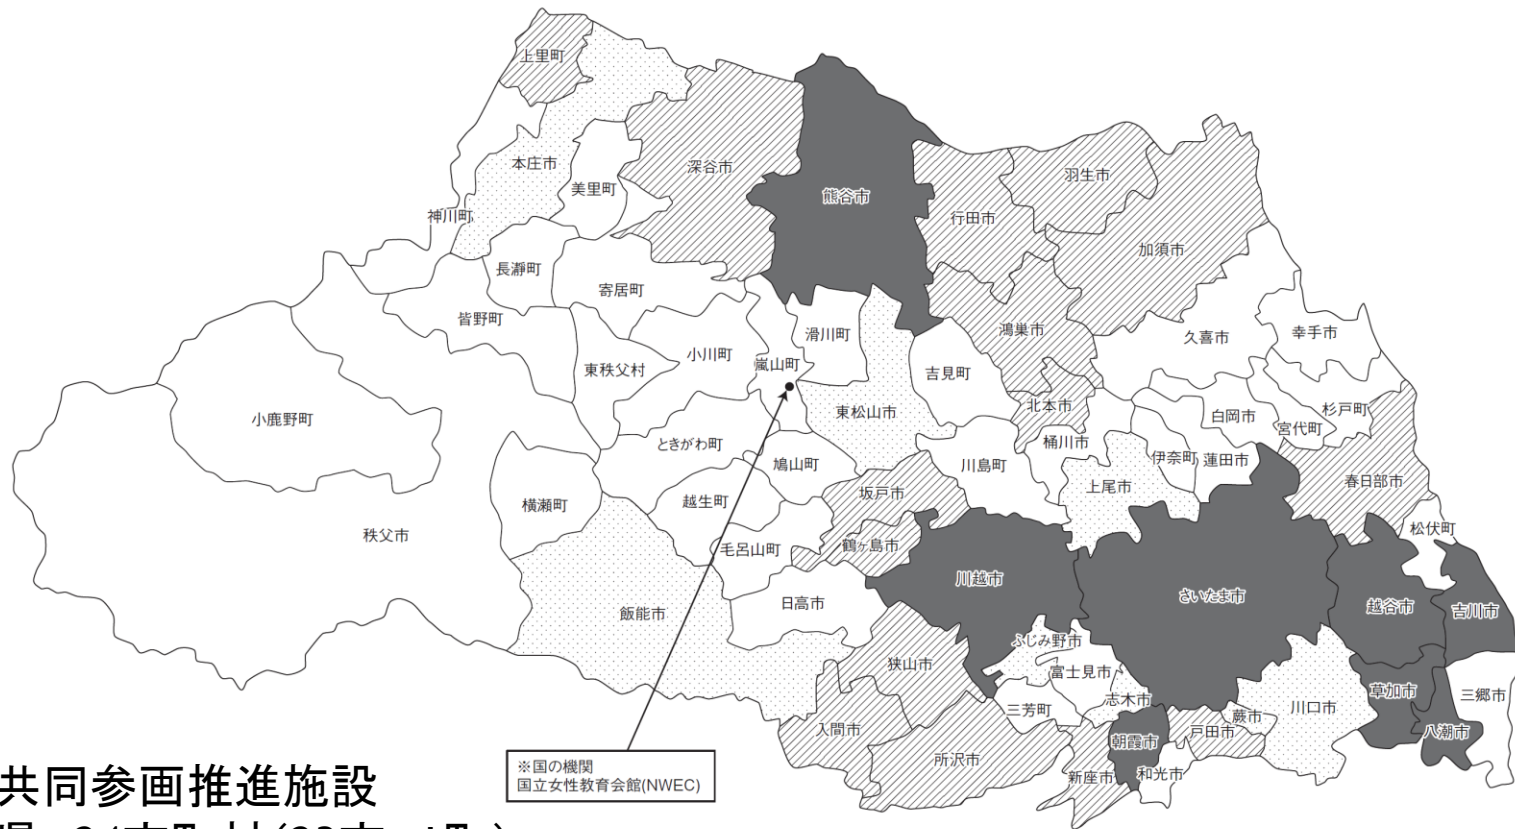 上里町
本庄市
深谷市
熊谷市
羽生市
美里町
行田市
神川町
加須市
長瀞町
寄居町
皆野町
鴻巣市
滑川町
久喜市
幸手市
小川町
嵐山町
東秩父村
吉見町
北本市
東松山市
白岡市
杉戸町
宮代町
小鹿野町
ときがわ町
桶川市
伊奈町
蓮田市
鳩山町
川島町
上尾市
春日部市
坂戸市
横瀬町
越生町
松伏町
秩父市
毛呂山町
鶴ヶ島市
川越市
さいたま市
日高市
越谷市
吉川市
飯能市
ふじみ野市
狭山市
富士見市
草加市
三郷市
志木市
三芳町
川口市
蕨市
入間市
戸田市
八潮市
朝霞市
所沢市
新座市
和光市
※国の機関
国立女性教育会館(NWEC)
共同参画推進施設